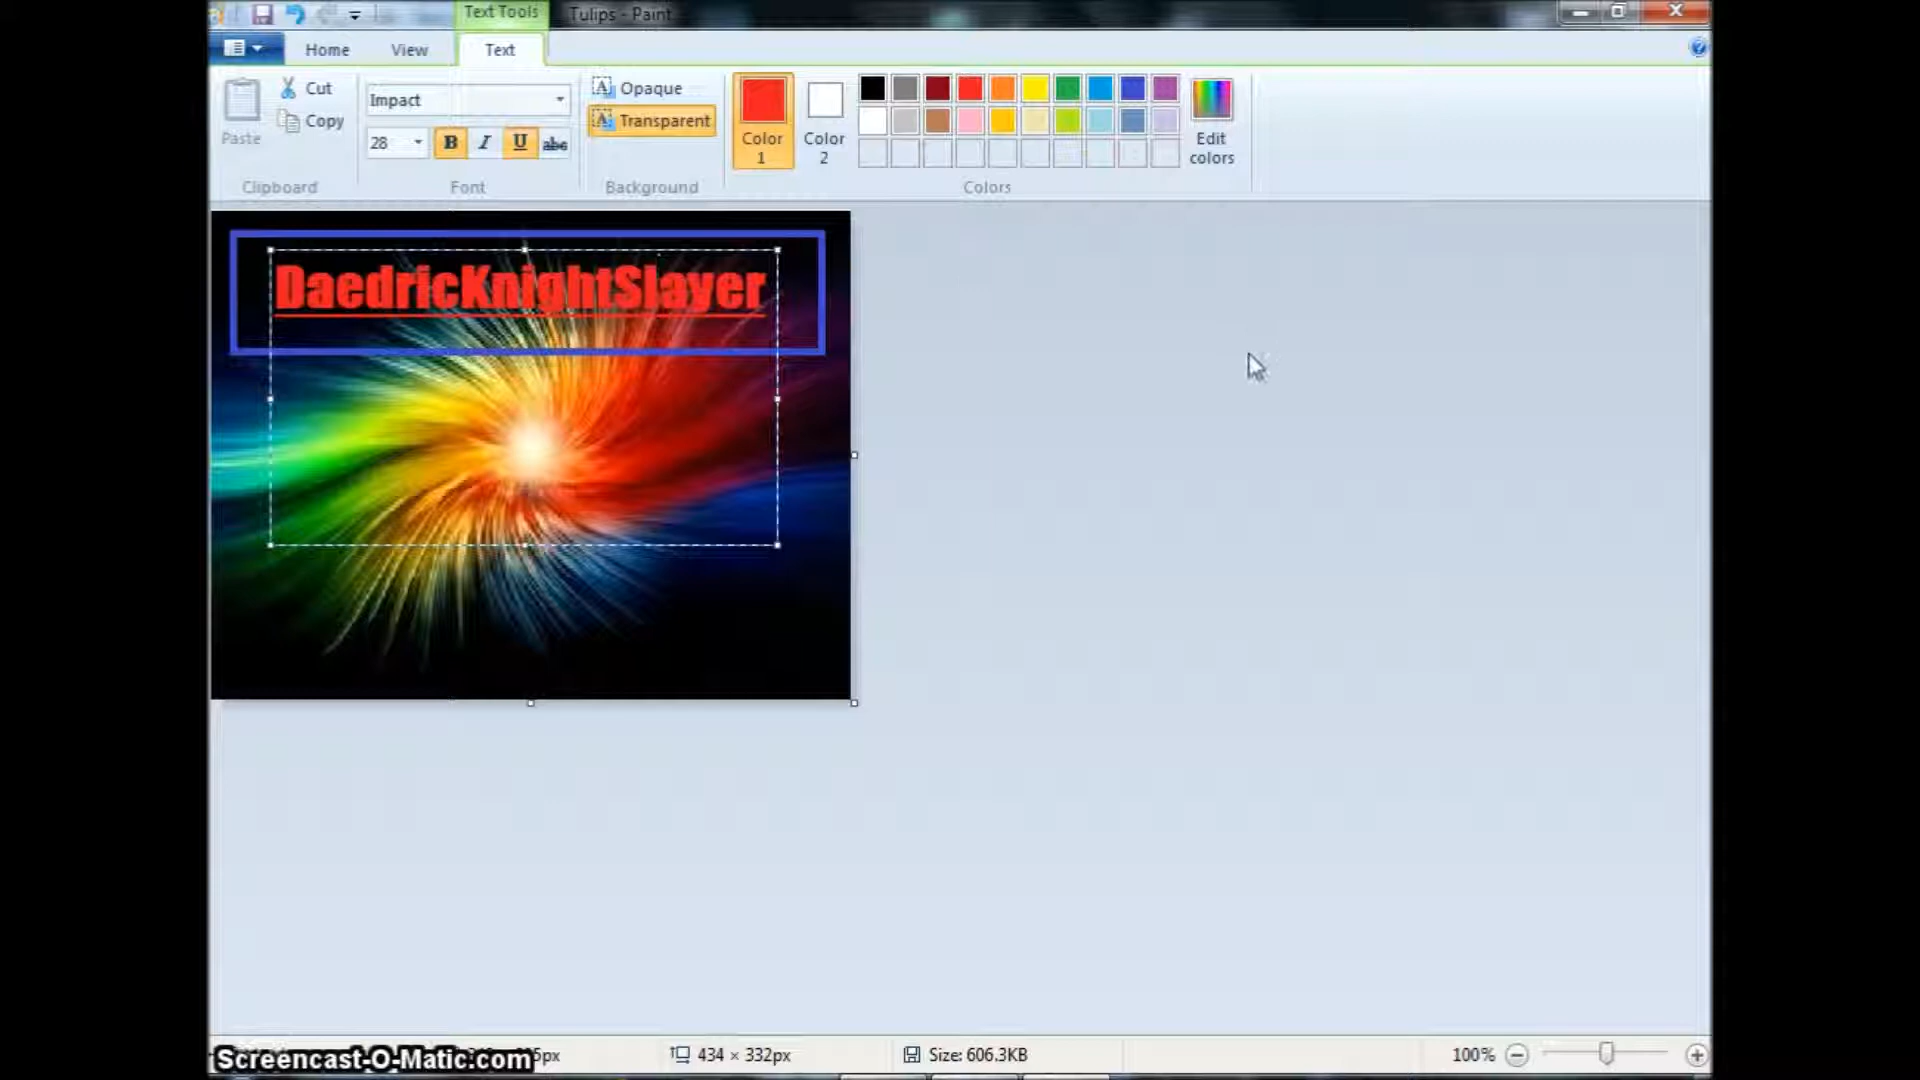 Text Tools
Tulips - Paint
Home
View
Text
Paste
Cut
Copy
Clipboard
Impact
28
B I U abc
Font
Opaque
Transparent
Background
Color 1
Color 2
Edit colors
Colors
DaedricKnightSlayer
434 × 332px
Size: 606.3KB
100%
Screencast-O-Matic.com